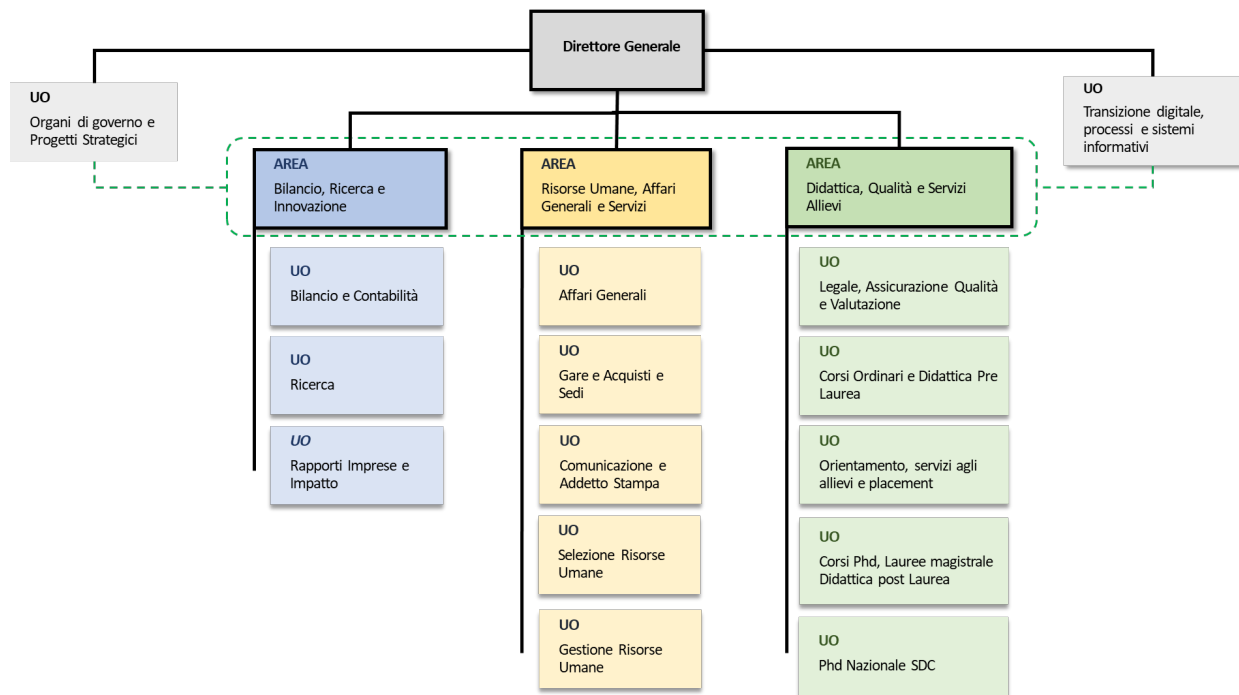 Direttore Generale
UO
Organi di governo e
Progetti Strategici
UO
Transizione digitale,
processi e sistemi
informativi
AREA
Bilancio, Ricerca e
Innovazione
UO
Bilancio e Contabilità
UO
Ricerca
UO
Rapporti Imprese e
Impatto
AREA
Risorse Umane, Affari
Generali e Servizi
UO
Affari Generali
UO
Gare e Acquisti e
Sedi
UO
Comunicazione e
Addetto Stampa
UO
Selezione Risorse
Umane
UO
Gestione Risorse
Umane
AREA
Didattica, Qualità e Servizi
Allievi
UO
Legale, Assicurazione Qualità
e Valutazione
UO
Corsi Ordinari e Didattica Pre
Laurea
UO
Orientamento, servizi agli
allievi e placement
UO
Corsi Phd, Lauree magistrale
Didattica post Laurea
UO
Phd Nazionale SDC